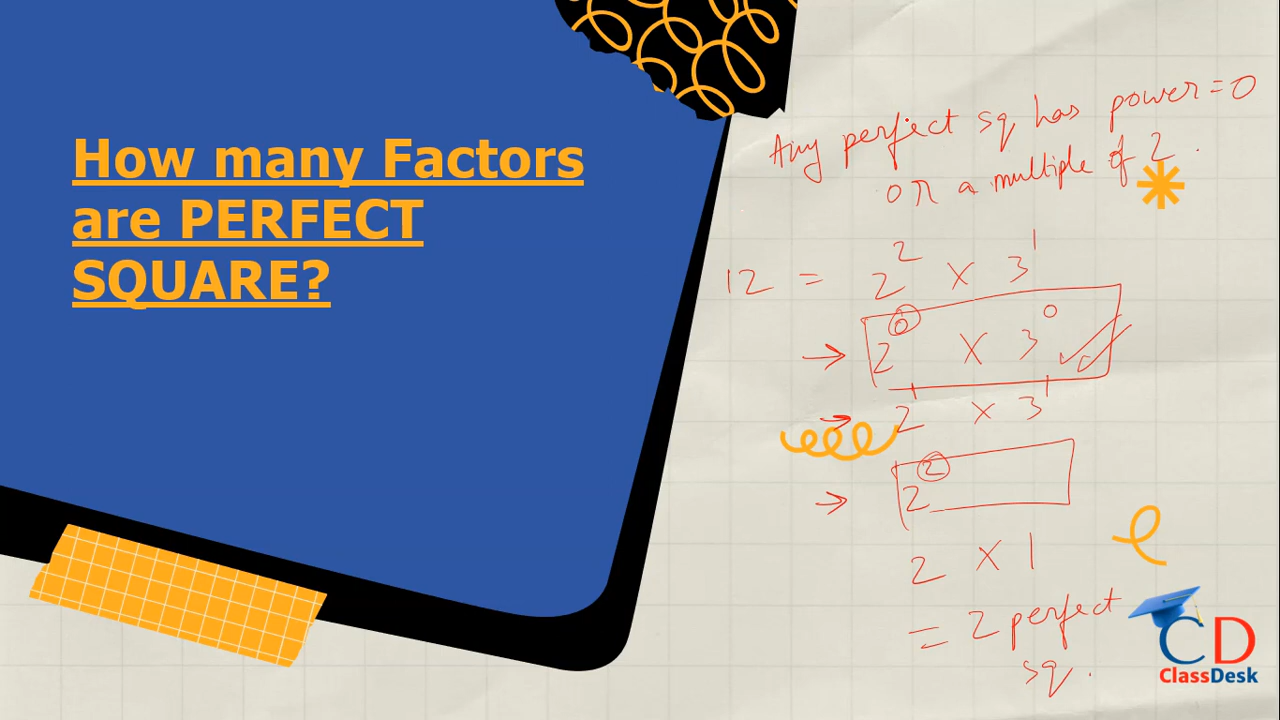 How many Factors
are PERFECT
SQUARE?
Any perfect sq has power = 0
or a multiple of 2.
12 = 2² × 3¹
→ 2⁰ × 3⁰ ✓
→ 2¹ × 3¹
→ 2²
2 × 1
= 2 perfect
sq.
CD
ClassDesk